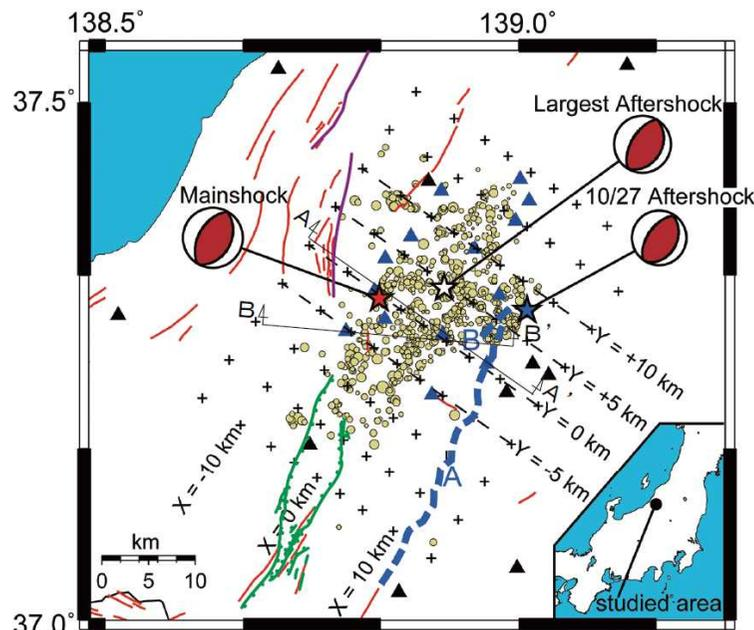 138.5°
139.0°
37.5°
Largest Aftershock
Mainshock
10/27 Aftershock
A
B
B
B'
A'
Y = +10 km
Y = +5 km
Y = 0 km
Y = -5 km
A
X = -10 km
X = 0 km
X = 10 km
km
0 5 10
studied area
37.0°